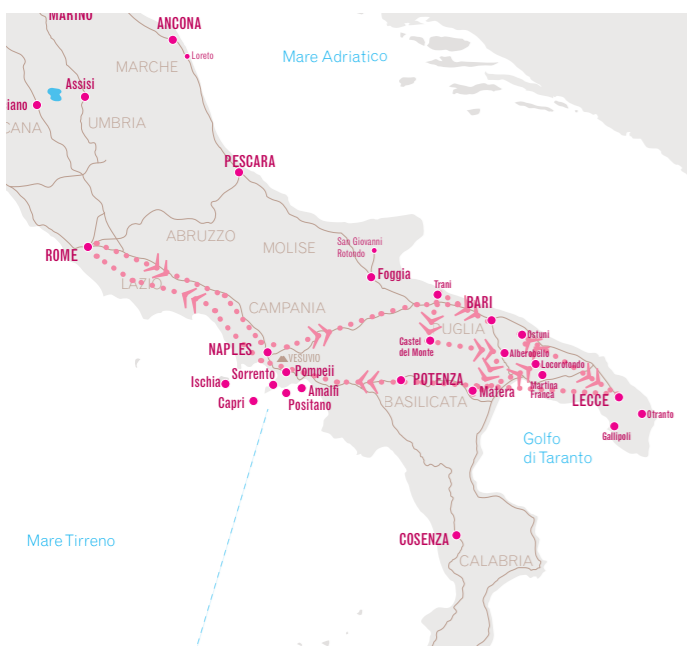 MARINO
ANCONA
Loreto
Mare Adriatico
MARCHE
Assisi
iano
CANA
UMBRIA
PESCARA
ABRUZZO
MOLISE
San Giovanni
Rotondo
ROME
Foggia
LAZIO
Trani
BARI
CAMPANIA
UGLIA
Ostuni
Castel
del Monte
NAPLES
VESUVIO
Alberobello
Locorotondo
Pompeii
Sorrento
Ischia
POTENZA
Martina
Franca
Amalfi
Matera
Capri
Positano
BASILICATA
LECCE
Otranto
Gallipoli
Golfo
di Taranto
Mare Tirreno
COSENZA
CALABRIA